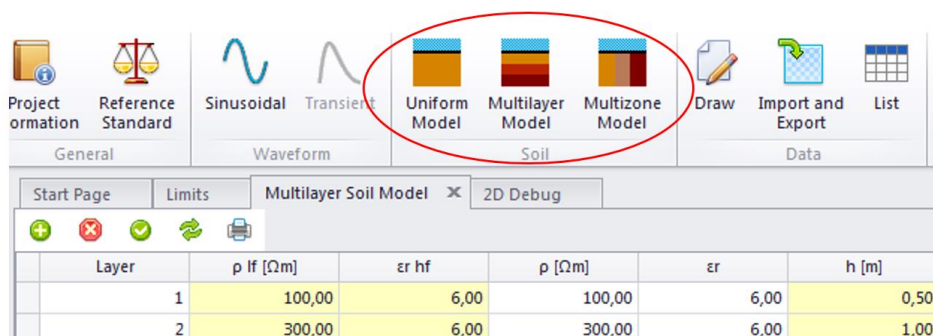 Project
ormation
Reference
Standard
Sinusoidal
Transient
Uniform
Model
Multilayer
Model
Multizone
Model
Draw
Import and
Export
List
General
Waveform
Soil
Data
Start Page
Limits
Multilayer Soil Model
2D Debug
Layer ρ lf [Ωm] εr hf ρ [Ωm] εr h [m]
1 100,00 6,00 100,00 6,00 0,50
2 300,00 6,00 300,00 6,00 1,00